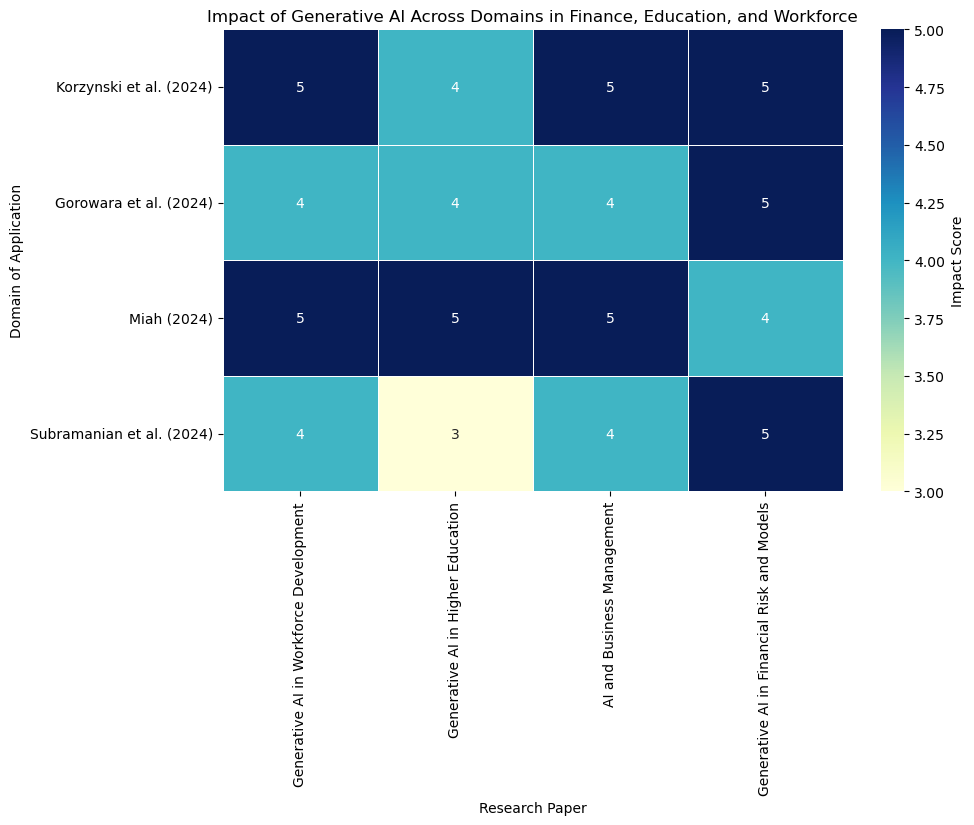 Impact of Generative AI Across Domains in Finance, Education, and Workforce
Domain of Application
Korzynski et al. (2024)
5 4 5 5
Gorowara et al. (2024)
4 4 4 5
Miah (2024)
5 5 5 4
Subramanian et al. (2024)
4 3 4 5
Generative AI in Workforce Development
Generative AI in Higher Education
AI and Business Management
Generative AI in Financial Risk and Models
Research Paper
5.00
4.75
4.50
4.25
4.00
3.75
3.50
3.25
3.00
Impact Score